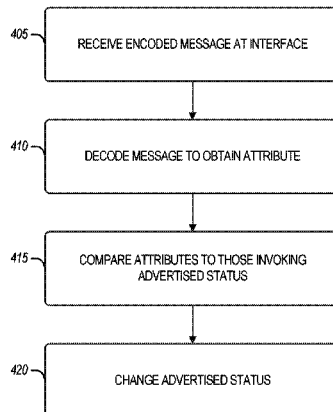 405
RECEIVE ENCODED MESSAGE AT INTERFACE
410
DECODE MESSAGE TO OBTAIN ATTRIBUTE
415
COMPARE ATTRIBUTES TO THOSE INVOKING
ADVERTISED STATUS
420
CHANGE ADVERTISED STATUS